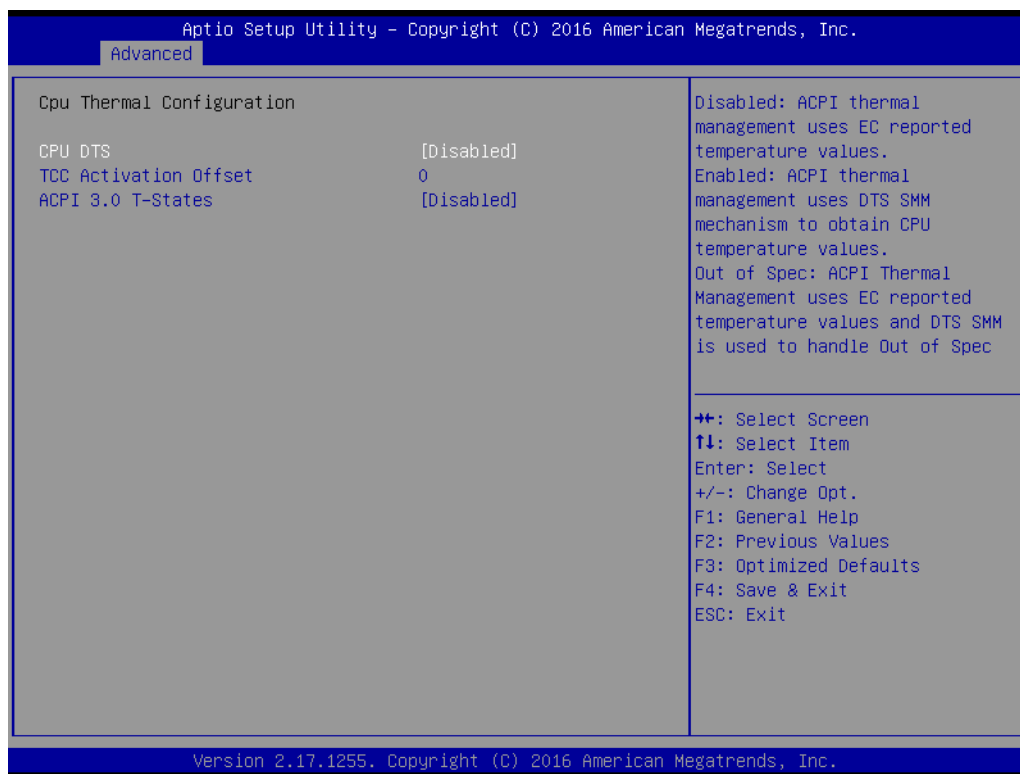 Aptio Setup Utility – Copyright (C) 2016 American Megatrends, Inc.
Advanced
Cpu Thermal Configuration
CPU DTS [Disabled]
TCC Activation Offset 0
ACPI 3.0 T-States [Disabled]
Disabled: ACPI thermal
management uses EC reported
temperature values.
Enabled: ACPI thermal
management uses DTS SMM
mechanism to obtain CPU
temperature values.
Out of Spec: ACPI Thermal
Management uses EC reported
temperature values and DTS SMM
is used to handle Out of Spec
→←: Select Screen
↑↓: Select Item
Enter: Select
+/-: Change Opt.
F1: General Help
F2: Previous Values
F3: Optimized Defaults
F4: Save & Exit
ESC: Exit
Version 2.17.1255. Copyright (C) 2016 American Megatrends, Inc.